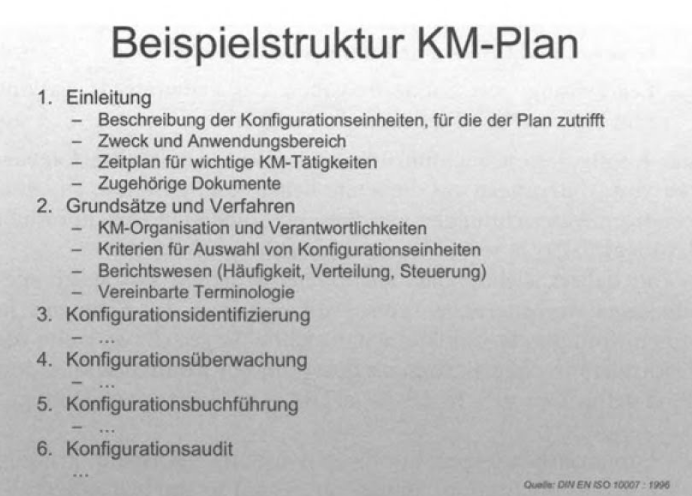 Beispielstruktur KM-Plan
1. Einleitung
– Beschreibung der Konfigurationseinheiten, für die der Plan zutrifft
– Zweck und Anwendungsbereich
– Zeitplan für wichtige KM-Tätigkeiten
– Zugehörige Dokumente
2. Grundsätze und Verfahren
– KM-Organisation und Verantwortlichkeiten
– Kriterien für Auswahl von Konfigurationseinheiten
– Berichtswesen (Häufigkeit, Verteilung, Steuerung)
– Vereinbarte Terminologie
3. Konfigurationsidentifizierung
– ...
4. Konfigurationsüberwachung
– ...
5. Konfigurationsbuchführung
– ...
6. Konfigurationsaudit
...
Quelle: DIN EN ISO 10007 : 1996